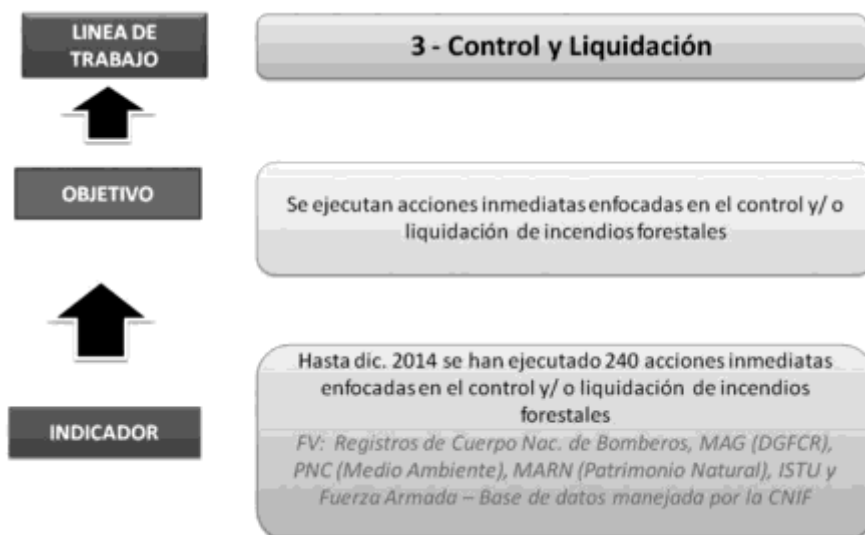 LINEA DE
TRABAJO
3 - Control y Liquidación
OBJETIVO
Se ejecutan acciones inmediatas enfocadas en el control y/ o
liquidación de incendios forestales
INDICADOR
Hasta dic. 2014 se han ejecutado 240 acciones inmediatas
enfocadas en el control y/ o liquidación de incendios
forestales
FV: Registros de Cuerpo Nac. de Bomberos, MAG (DGFCR),
PNC (Medio Ambiente), MARN (Patrimonio Natural), ISTU y
Fuerza Armada – Base de datos manejada por la CNIF